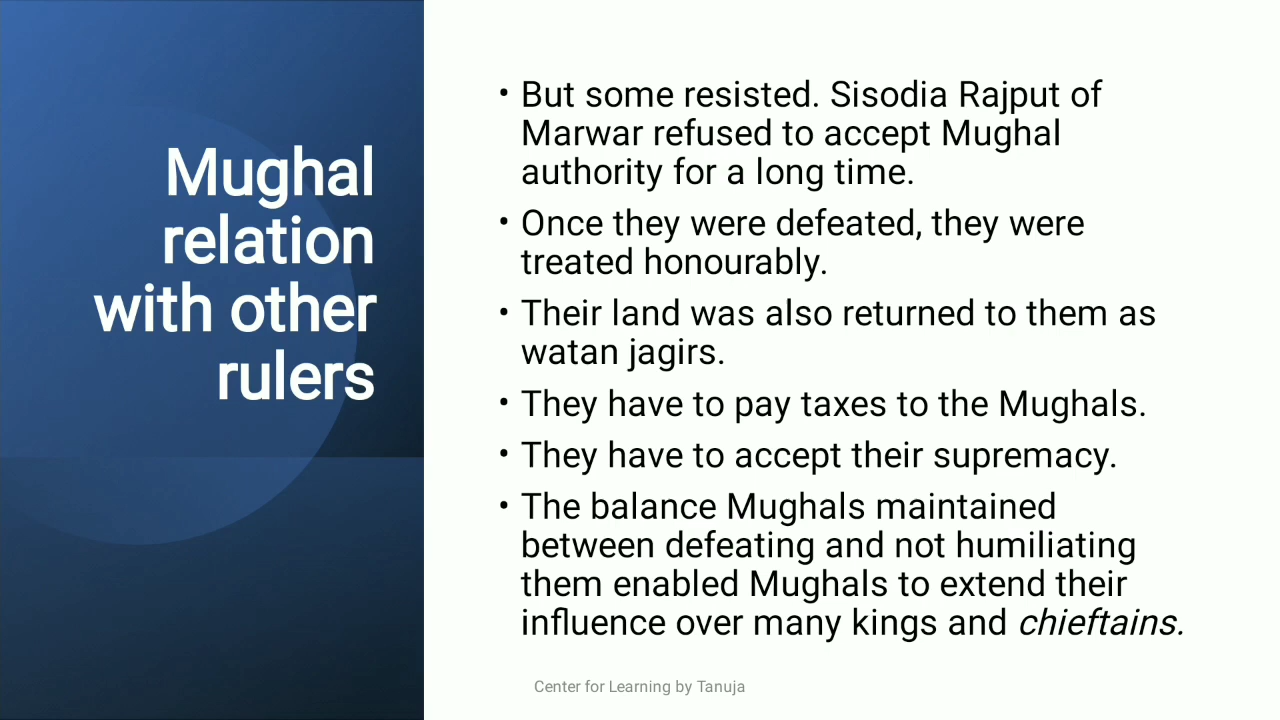 Mughal
relation
with other
rulers
• But some resisted. Sisodia Rajput of
Marwar refused to accept Mughal
authority for a long time.
• Once they were defeated, they were
treated honourably.
• Their land was also returned to them as
watan jagirs.
• They have to pay taxes to the Mughals.
• They have to accept their supremacy.
• The balance Mughals maintained
between defeating and not humiliating
them enabled Mughals to extend their
influence over many kings and chieftains.
Center for Learning by Tanuja